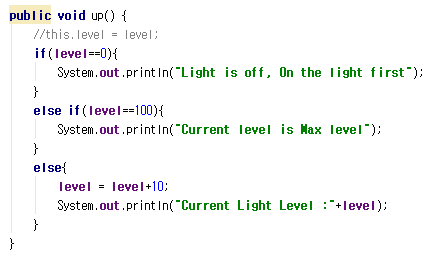 public void up() {
//this.level = level;
if(level==0){
System.out.println("Light is off, On the light first");
}
else if(level==100){
System.out.println("Current level is Max level");
}
else{
level = level+10;
System.out.println("Current Light Level :"+level);
}
}